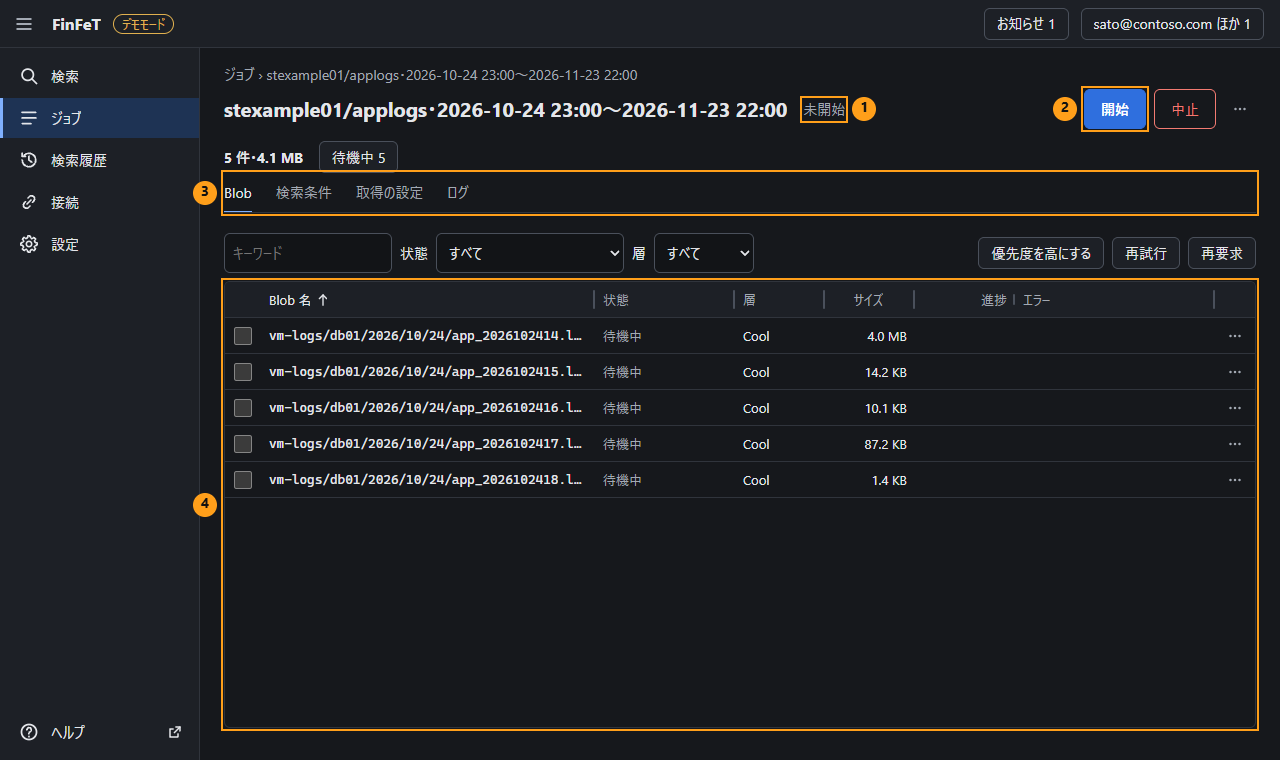 FinFeT デモモード お知らせ 1 sato@contoso.com ほか 1
検索
ジョブ
検索履歴
接続
設定
ヘルプ
ジョブ › stexample01/applogs・2026-10-24 23:00～2026-11-23 22:00
stexample01/applogs・2026-10-24 23:00～2026-11-23 22:00 未開始 1 2 開始 中止 ···
5 件・4.1 MB 待機中 5
3 Blob 検索条件 取得の設定 ログ
キーワード 状態 すべて 層 すべて 優先度を高にする 再試行 再要求
Blob 名 ↑ 状態 層 サイズ 進捗 エラー
vm-logs/db01/2026/10/24/app_2026102414.l… 待機中 Cool 4.0 MB ···
vm-logs/db01/2026/10/24/app_2026102415.l… 待機中 Cool 14.2 KB ···
vm-logs/db01/2026/10/24/app_2026102416.l… 待機中 Cool 10.1 KB ···
vm-logs/db01/2026/10/24/app_2026102417.l… 待機中 Cool 87.2 KB ···
vm-logs/db01/2026/10/24/app_2026102418.l… 待機中 Cool 1.4 KB ···
4